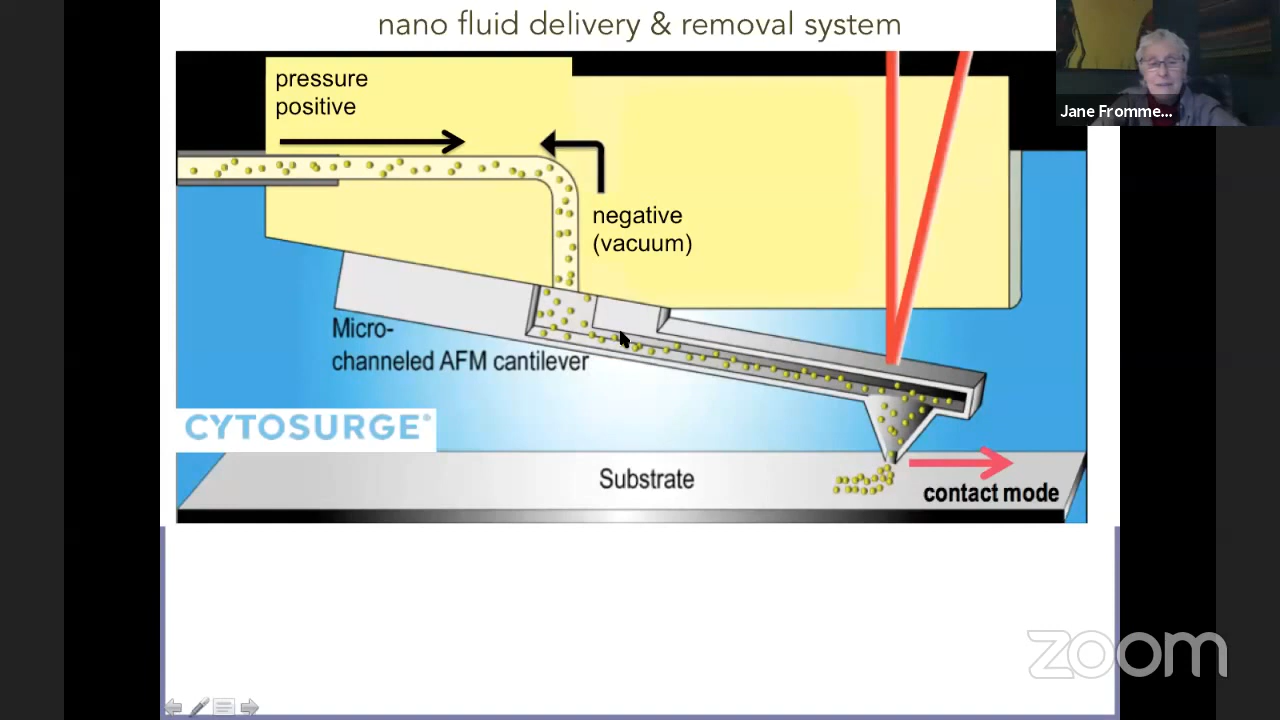 nano fluid delivery & removal system
Jane Fromme...
pressure
positive
negative
(vacuum)
Micro-
channeled AFM cantilever
CYTOSURGE®
Substrate
contact mode
zoom